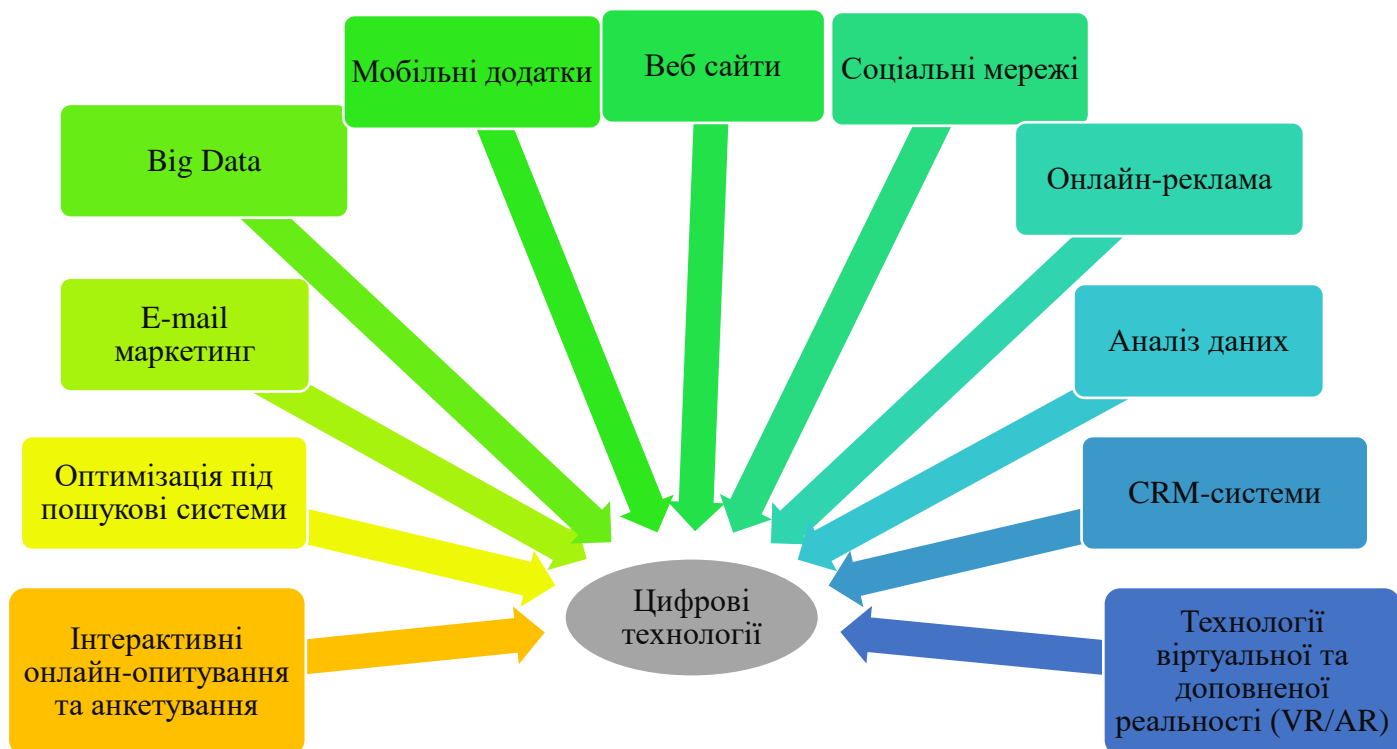 Мобільні додатки
Веб сайти
Соціальні мережі
Big Data
Онлайн-реклама
E-mail
маркетинг
Аналіз даних
Оптимізація під
пошукові системи
CRM-системи
Інтерактивні
онлайн-опитування
та анкетування
Цифрові
технології
Технології
віртуальної та
доповненої
реальності (VR/AR)